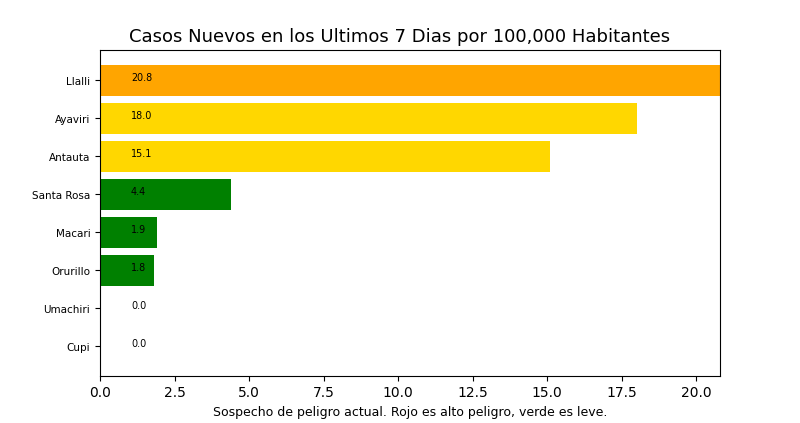 Casos Nuevos en los Ultimos 7 Dias por 100,000 Habitantes
Llalli 20.8
Ayaviri 18.0
Antauta 15.1
Santa Rosa 4.4
Macari 1.9
Orurillo 1.8
Umachiri 0.0
Cupi 0.0
0.0 2.5 5.0 7.5 10.0 12.5 15.0 17.5 20.0
Sospecho de peligro actual. Rojo es alto peligro, verde es leve.